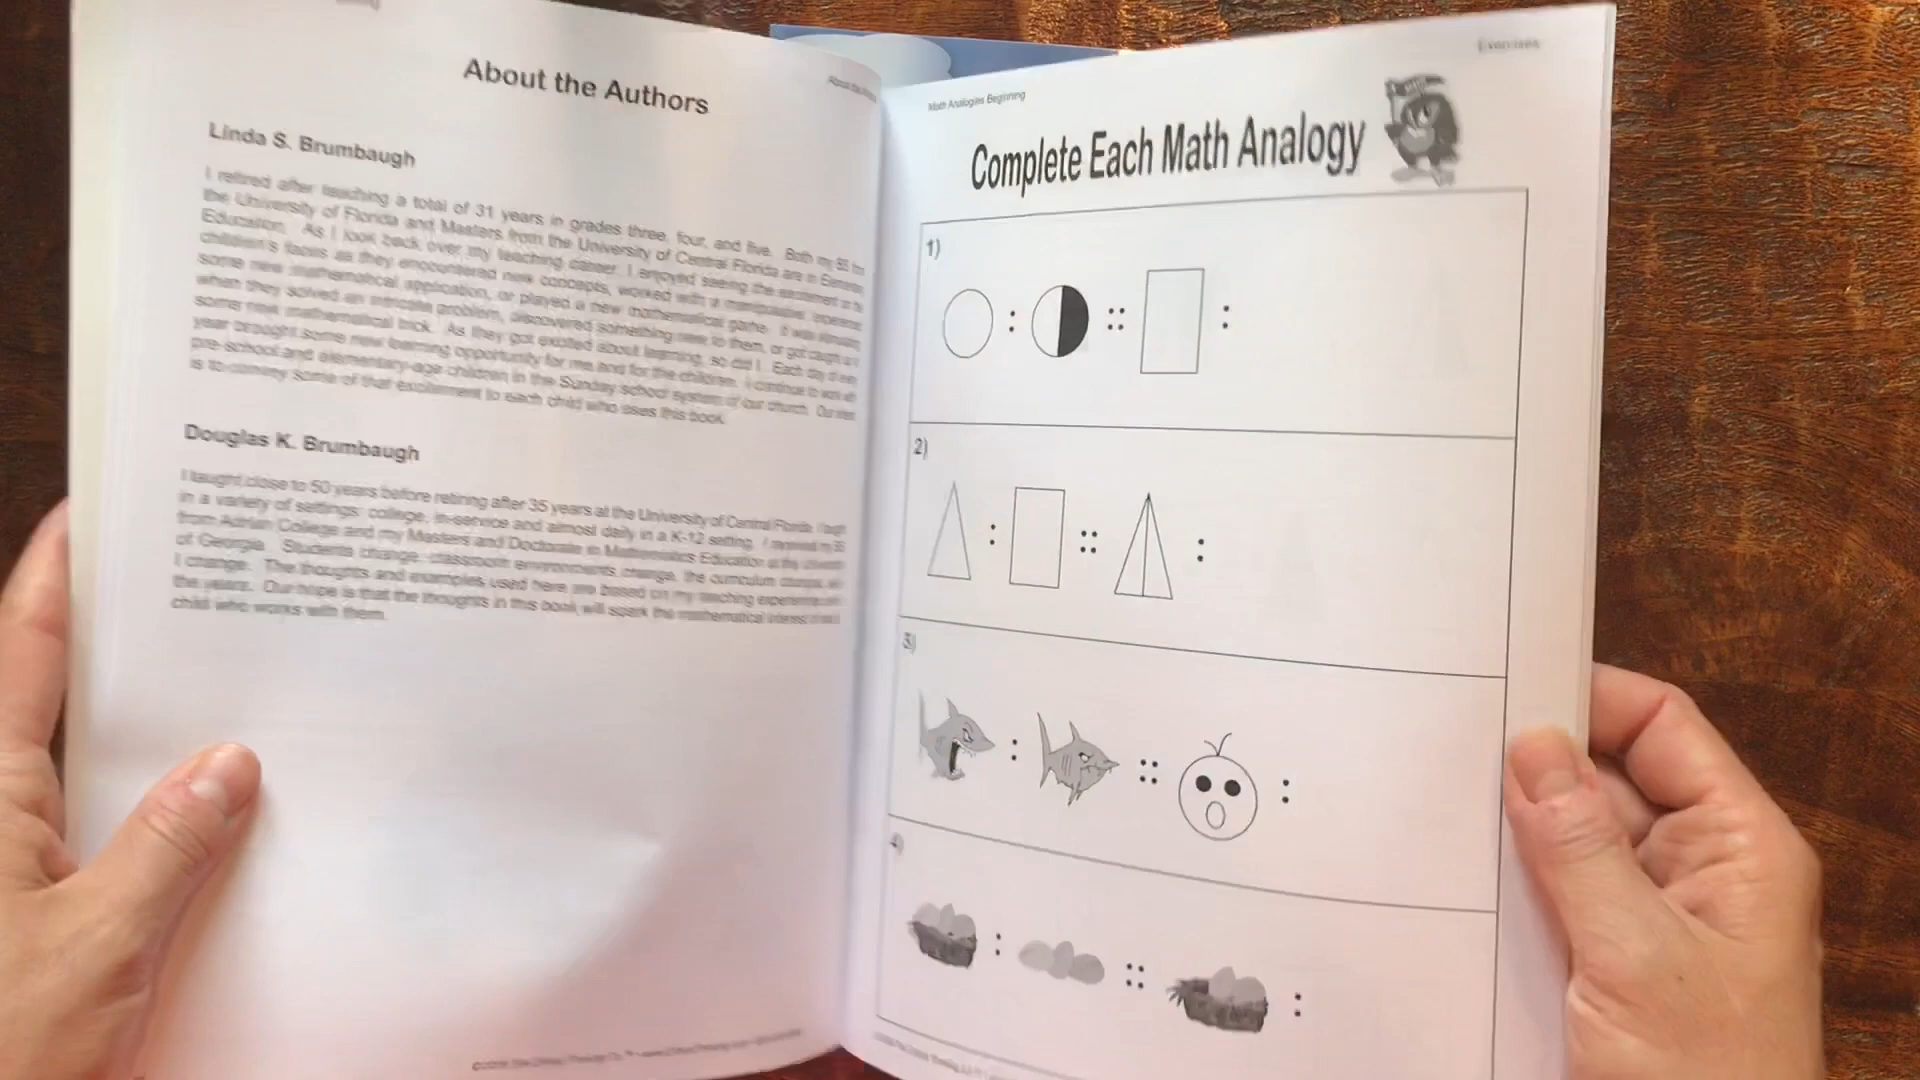 About the Authors
Linda S. Brumbaugh
I retired after teaching a total of 31 years in grades three, four, and five. Both my BS
the University of Florida and Masters from the University of Central Florida are in
Education. As I look back over my teaching career, I enjoyed seeing the excitement
children's faces as they encountered new concepts, worked with a manipulative,
some new mathematical application, or played a new mathematical game. It was
when they solved an intricate problem, discovered something new to them, or got caught up
some new mathematical trick. As they got excited about learning, so did I. Each day
year brought some new learning opportunity for me and for the children. I continue to work with
pre-school and elementary-age children in the Sunday school system of our church. Our
is to convey some of that excitement to each child who uses this book.
Douglas K. Brumbaugh
I taught close to 50 years before retiring after 35 years at the University of Central Florida. I
in a variety of settings: college, in-service and almost daily in a K-12 setting. I received my BS
from Adrian College and my Masters and Doctorate in Mathematics Education at the University
of Georgia. Students change, classroom environments change, the curriculum changes,
I change. The thoughts and examples used here are based on my teaching experiences
the years. Our hope is that the thoughts in this book will spark the mathematical interest
child who works with them.
Math Analogies Beginning
Exercises
Complete Each Math Analogy
1)
: :: :
2)
: :: :
3)
: :: :
4)
: :: :